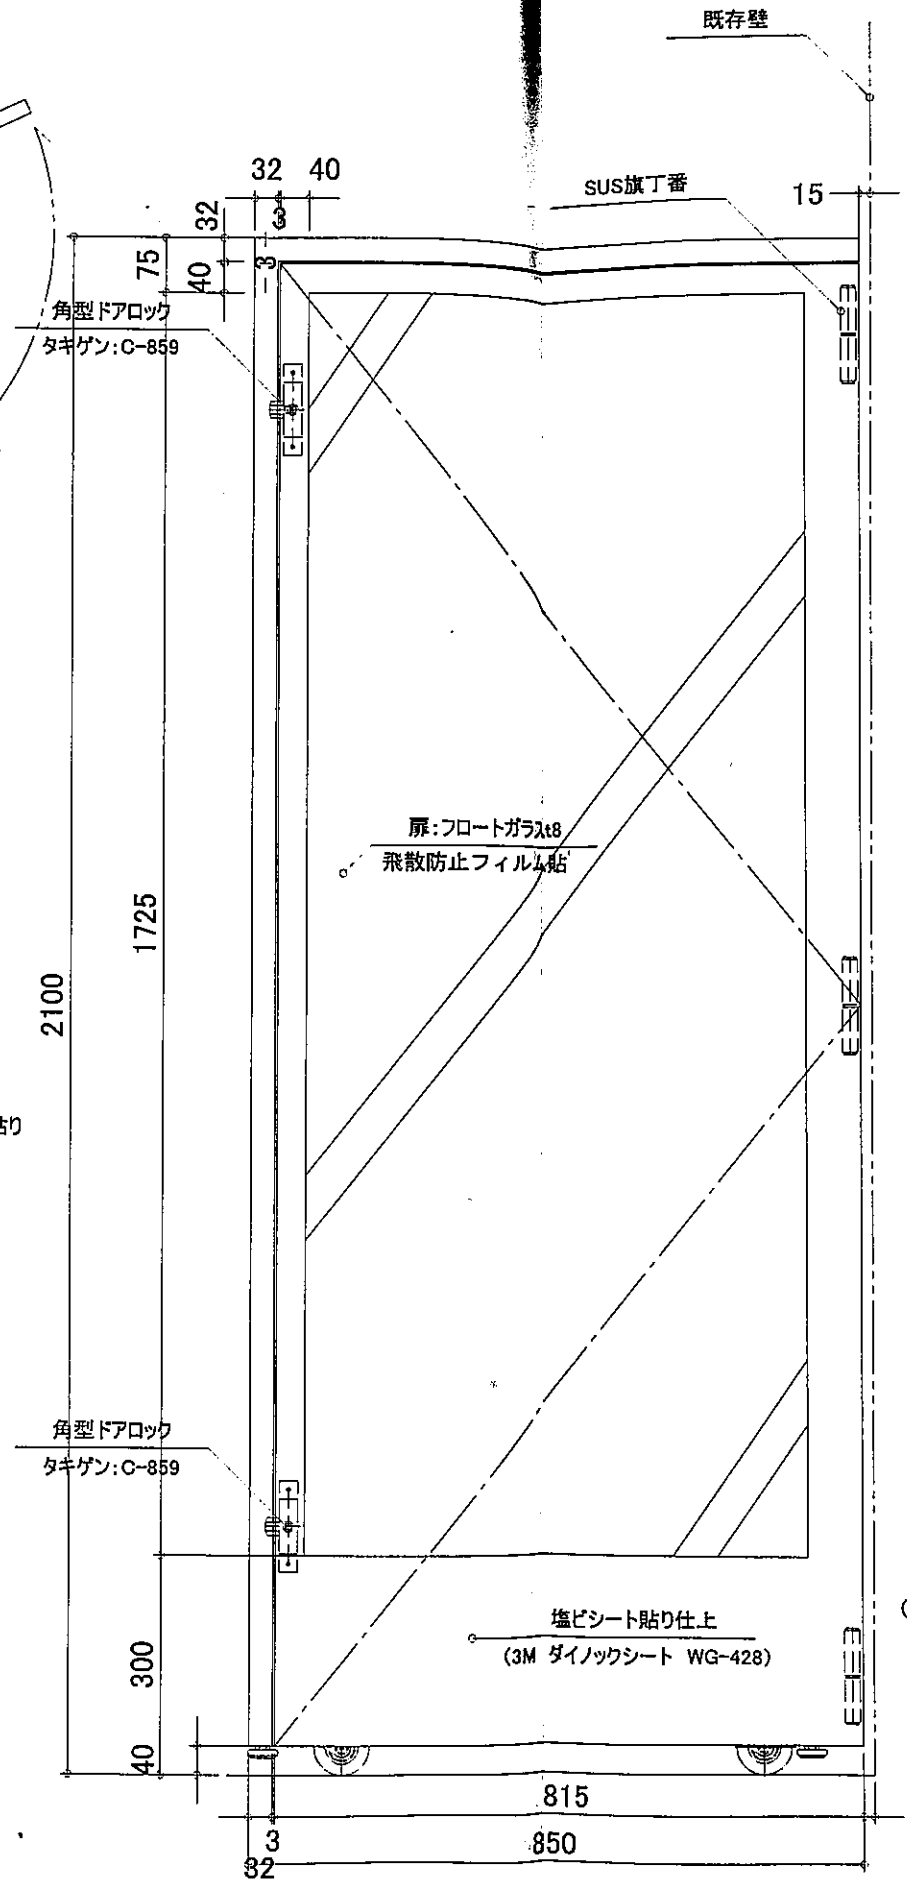 既存壁
32
40
SUS旗丁番
15
3
32
75
40
3
角型ドアロック
タキゲン:C-859
扉:フロートガラスt8
飛散防止フィルム貼
1725
2100
貼り
角型ドアロック
タキゲン:C-859
塩ビシート貼り仕上
(3M ダイノックシート WG-428)
300
40
815
3
850
32